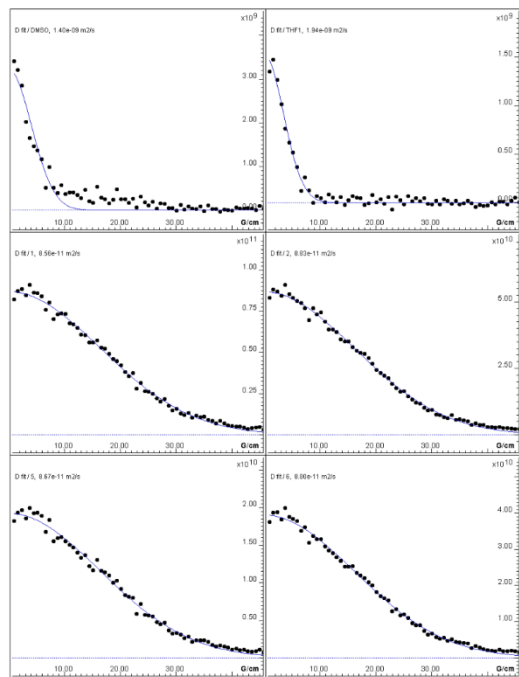 x10^9
D fit / DMSO, 1.40e-09 m2/s
3.00
2.00
1.00
0.00
10.00 20.00 30.00 G/cm
x10^9
D fit / THF1, 1.94e-09 m2/s
1.50
1.00
0.50
0.00
10.00 20.00 30.00 G/cm
x10^11
D fit / 1, 8.56e-11 m2/s
1.00
0.75
0.50
0.25
10.00 20.00 30.00 G/cm
x10^10
D fit / 2, 8.83e-11 m2/s
5.00
2.50
10.00 20.00 30.00 G/cm
x10^10
D fit / 5, 8.67e-11 m2/s
2.00
1.50
1.00
0.50
10.00 20.00 30.00 G/cm
x10^10
D fit / 6, 8.80e-11 m2/s
4.00
3.00
2.00
1.00
10.00 20.00 30.00 G/cm